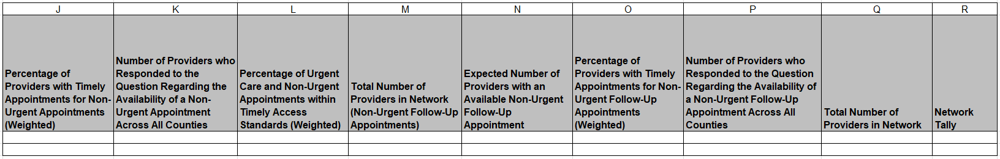 J K L M N O P Q R
Percentage of
Providers with Timely
Appointments for Non-
Urgent Appointments
(Weighted)
Number of Providers who
Responded to the
Question Regarding the
Availability of a Non-
Urgent Appointment
Across All Counties
Percentage of Urgent
Care and Non-Urgent
Appointments within
Timely Access
Standards (Weighted)
Total Number of
Providers in Network
(Non-Urgent Follow-Up
Appointments)
Expected Number of
Providers with an
Available Non-Urgent
Follow-Up
Appointment
Percentage of
Providers with Timely
Appointments for Non-
Urgent Follow-Up
Appointments
(Weighted)
Number of Providers who
Responded to the Question
Regarding the Availability of
a Non-Urgent Follow-Up
Appointment Across All
Counties
Total Number of
Providers in Network
Network
Tally